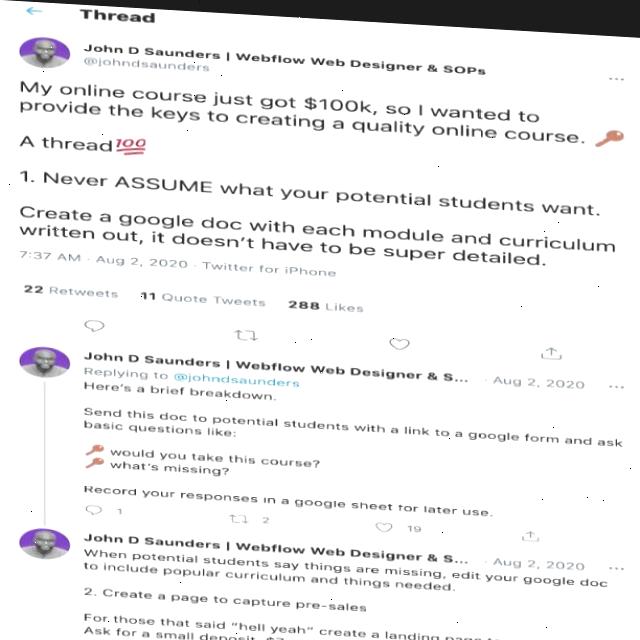 Thread
John D Saunders | Webflow Web Designer & SOPs
@johndsaunders
My online course just got $100k, so I wanted to
provide the keys to creating a quality online course. 🔑
A thread💯
1. Never ASSUME what your potential students want.
Create a google doc with each module and curriculum
written out, it doesn't have to be super detailed.
7:37 AM · Aug 2, 2020 · Twitter for iPhone
22 Retweets 11 Quote Tweets 288 Likes
John D Saunders | Webflow Web Designer & S... · Aug 2, 2020
Replying to @johndsaunders
Here's a brief breakdown.
Send this doc to potential students with a link to a google form and ask
basic questions like:
🔑 would you take this course?
🔑 what's missing?
Record your responses in a google sheet for later use.
1 2 19
John D Saunders | Webflow Web Designer & S... · Aug 2, 2020
When potential students say things are missing, edit your google doc
to include popular curriculum and things needed.
2. Create a page to capture pre-sales
For those that said "hell yeah" create a landing page
Ask for a small deposit,